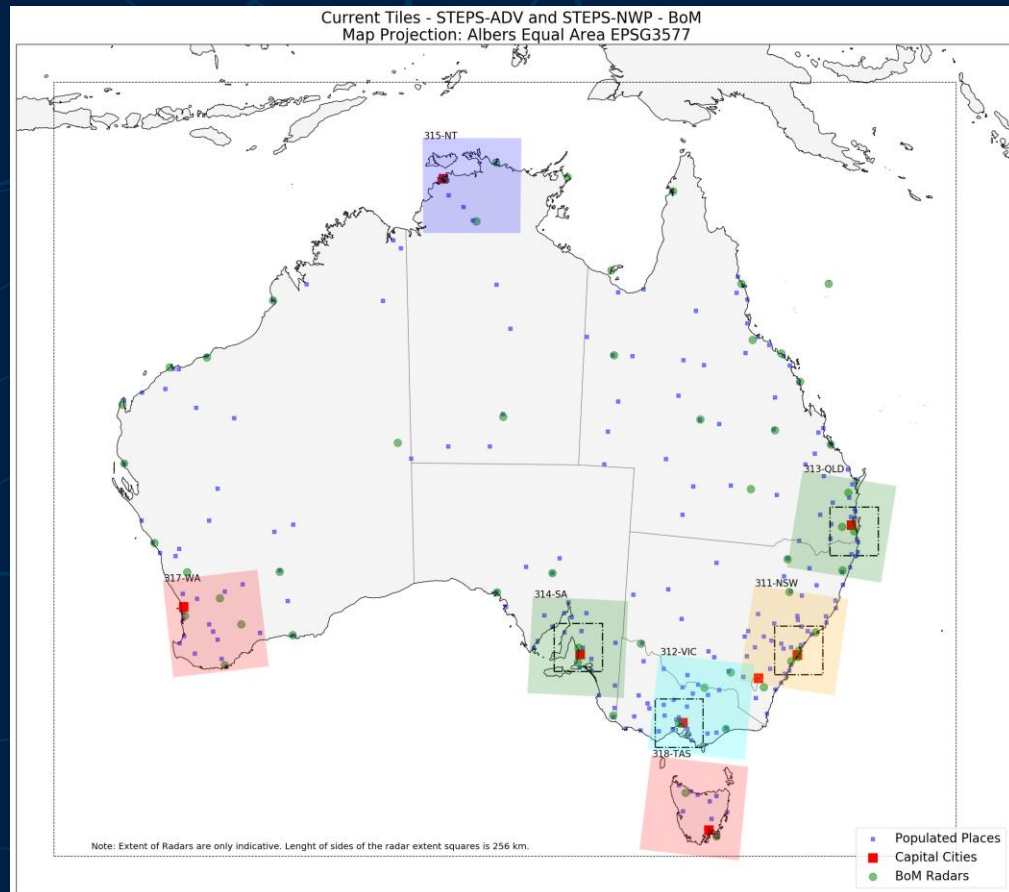 Current Tiles - STEPS-ADV and STEPS-NWP - BoM
Map Projection: Albers Equal Area EPSG3577
315-NT
313-QLD
317-WA
314-SA
311-NSW
312-VIC
318-TAS
Note: Extent of Radars are only indicative. Lenght of sides of the radar extent squares is 256 km.
Populated Places
Capital Cities
BoM Radars